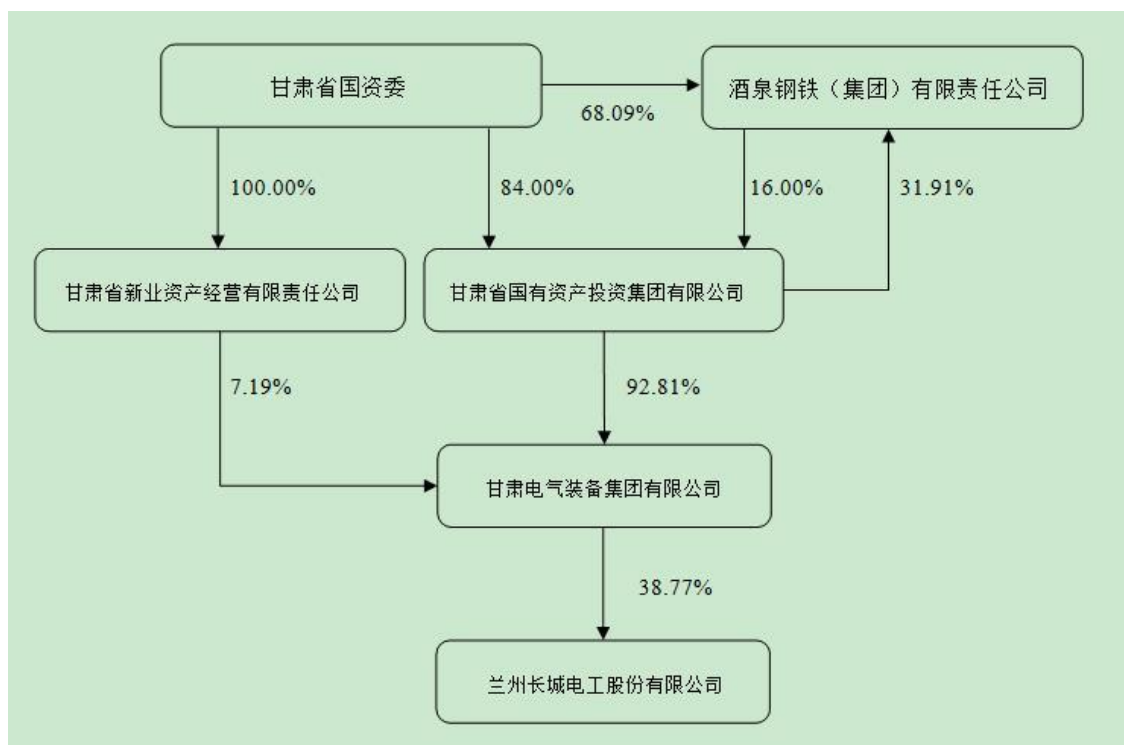 甘肃省国资委
酒泉钢铁（集团）有限责任公司
68.09%
100.00%
84.00%
16.00%
31.91%
甘肃省新业资产经营有限责任公司
甘肃省国有资产投资集团有限公司
7.19%
92.81%
甘肃电气装备集团有限公司
38.77%
兰州长城电工股份有限公司